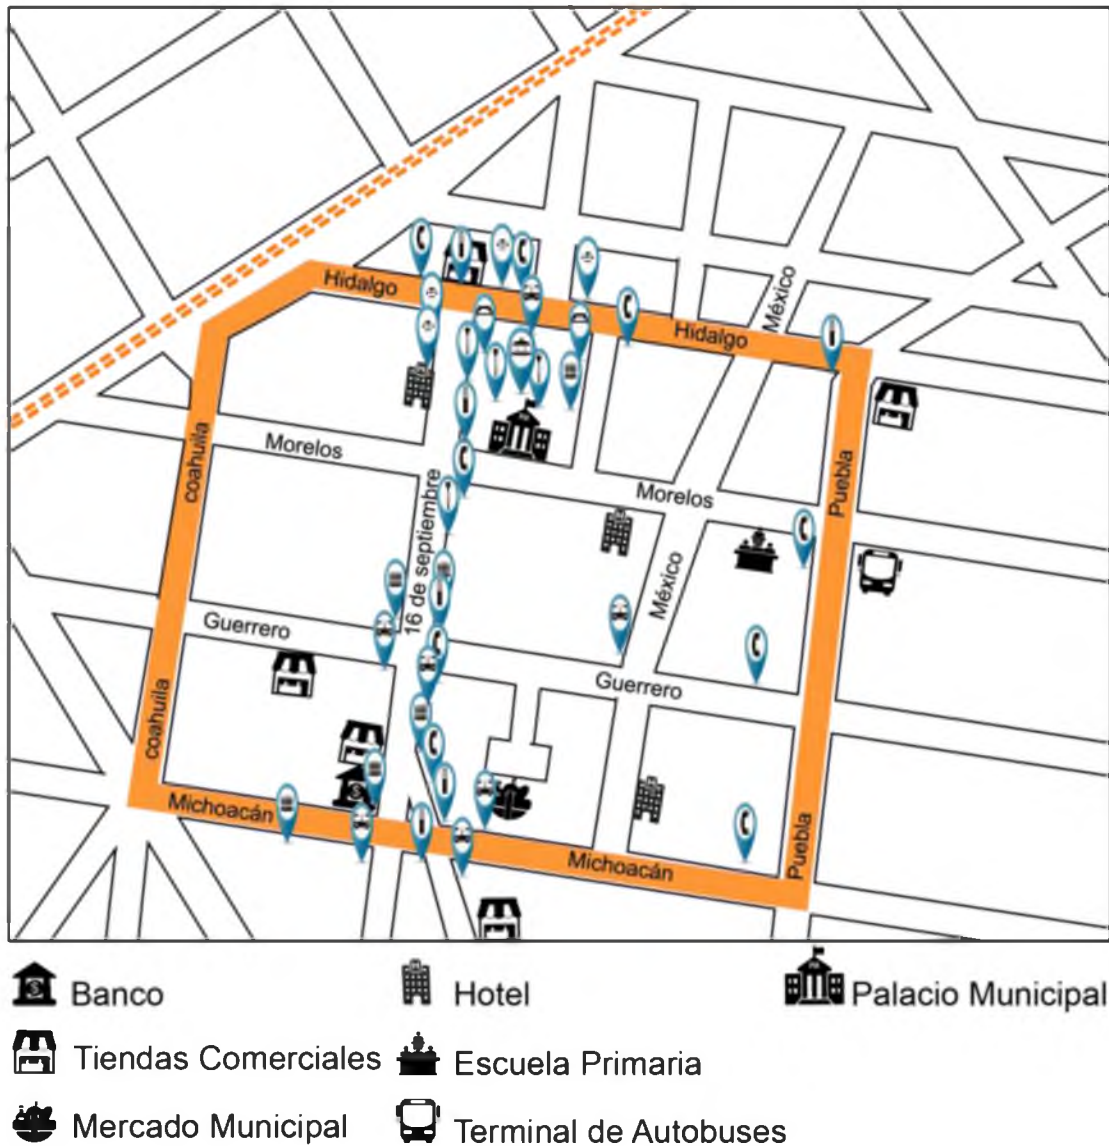 Hidalgo
México
Hidalgo
Morelos
coahuila
Puebla
16 de septiembre
Morelos
México
Guerrero
Guerrero
coahuila
Michoacán
Michoacán
Puebla
Banco
Hotel
Palacio Municipal
Tiendas Comerciales
Escuela Primaria
Mercado Municipal
Terminal de Autobuses